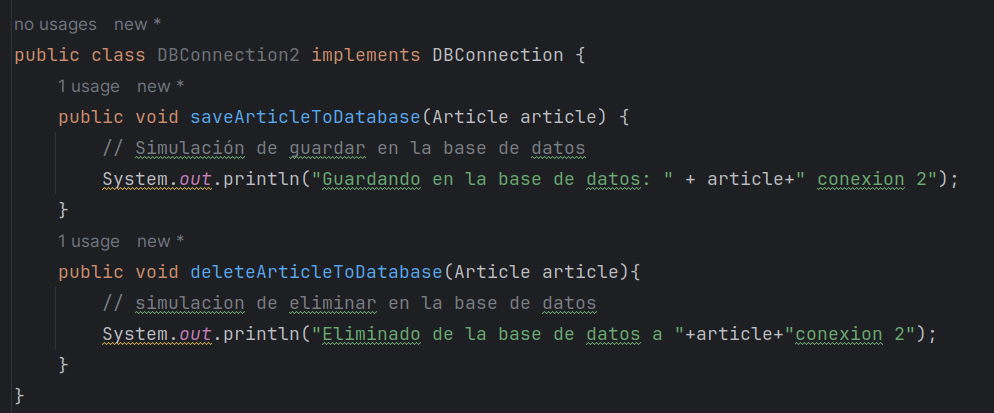 no usages   new *
public class DBConnection2 implements DBConnection {
    1 usage   new *
    public void saveArticleToDatabase(Article article) {
        // Simulación de guardar en la base de datos
        System.out.println("Guardando en la base de datos: " + article+" conexion 2");
    }
    1 usage   new *
    public void deleteArticleToDatabase(Article article){
        // simulacion de eliminar en la base de datos
        System.out.println("Eliminado de la base de datos a "+article+"conexion 2");
    }
}